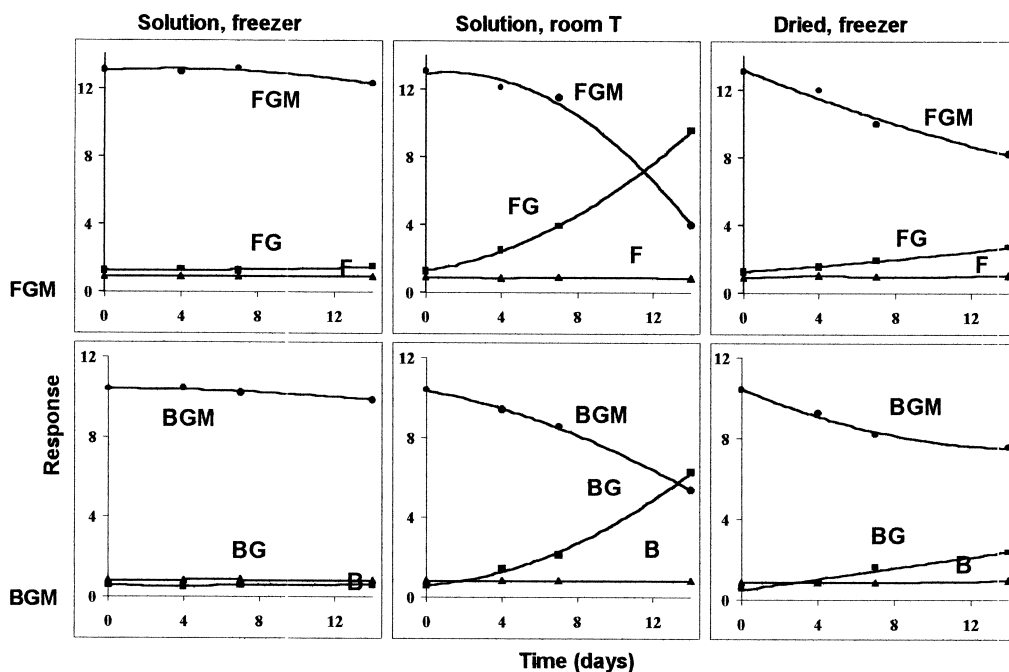 Solution, freezer
Solution, room T
Dried, freezer
12
8
4
0
FGM
FG
F
0 4 8 12
12
8
4
0
FGM
FG
F
0 4 8 12
12
8
4
0
FGM
FG
F
0 4 8 12
FGM
Response
12
8
4
0
BGM
BG
B
0 4 8 12
12
8
4
0
BGM
BG
B
0 4 8 12
12
8
4
0
BGM
BG
B
0 4 8 12
BGM
Time (days)